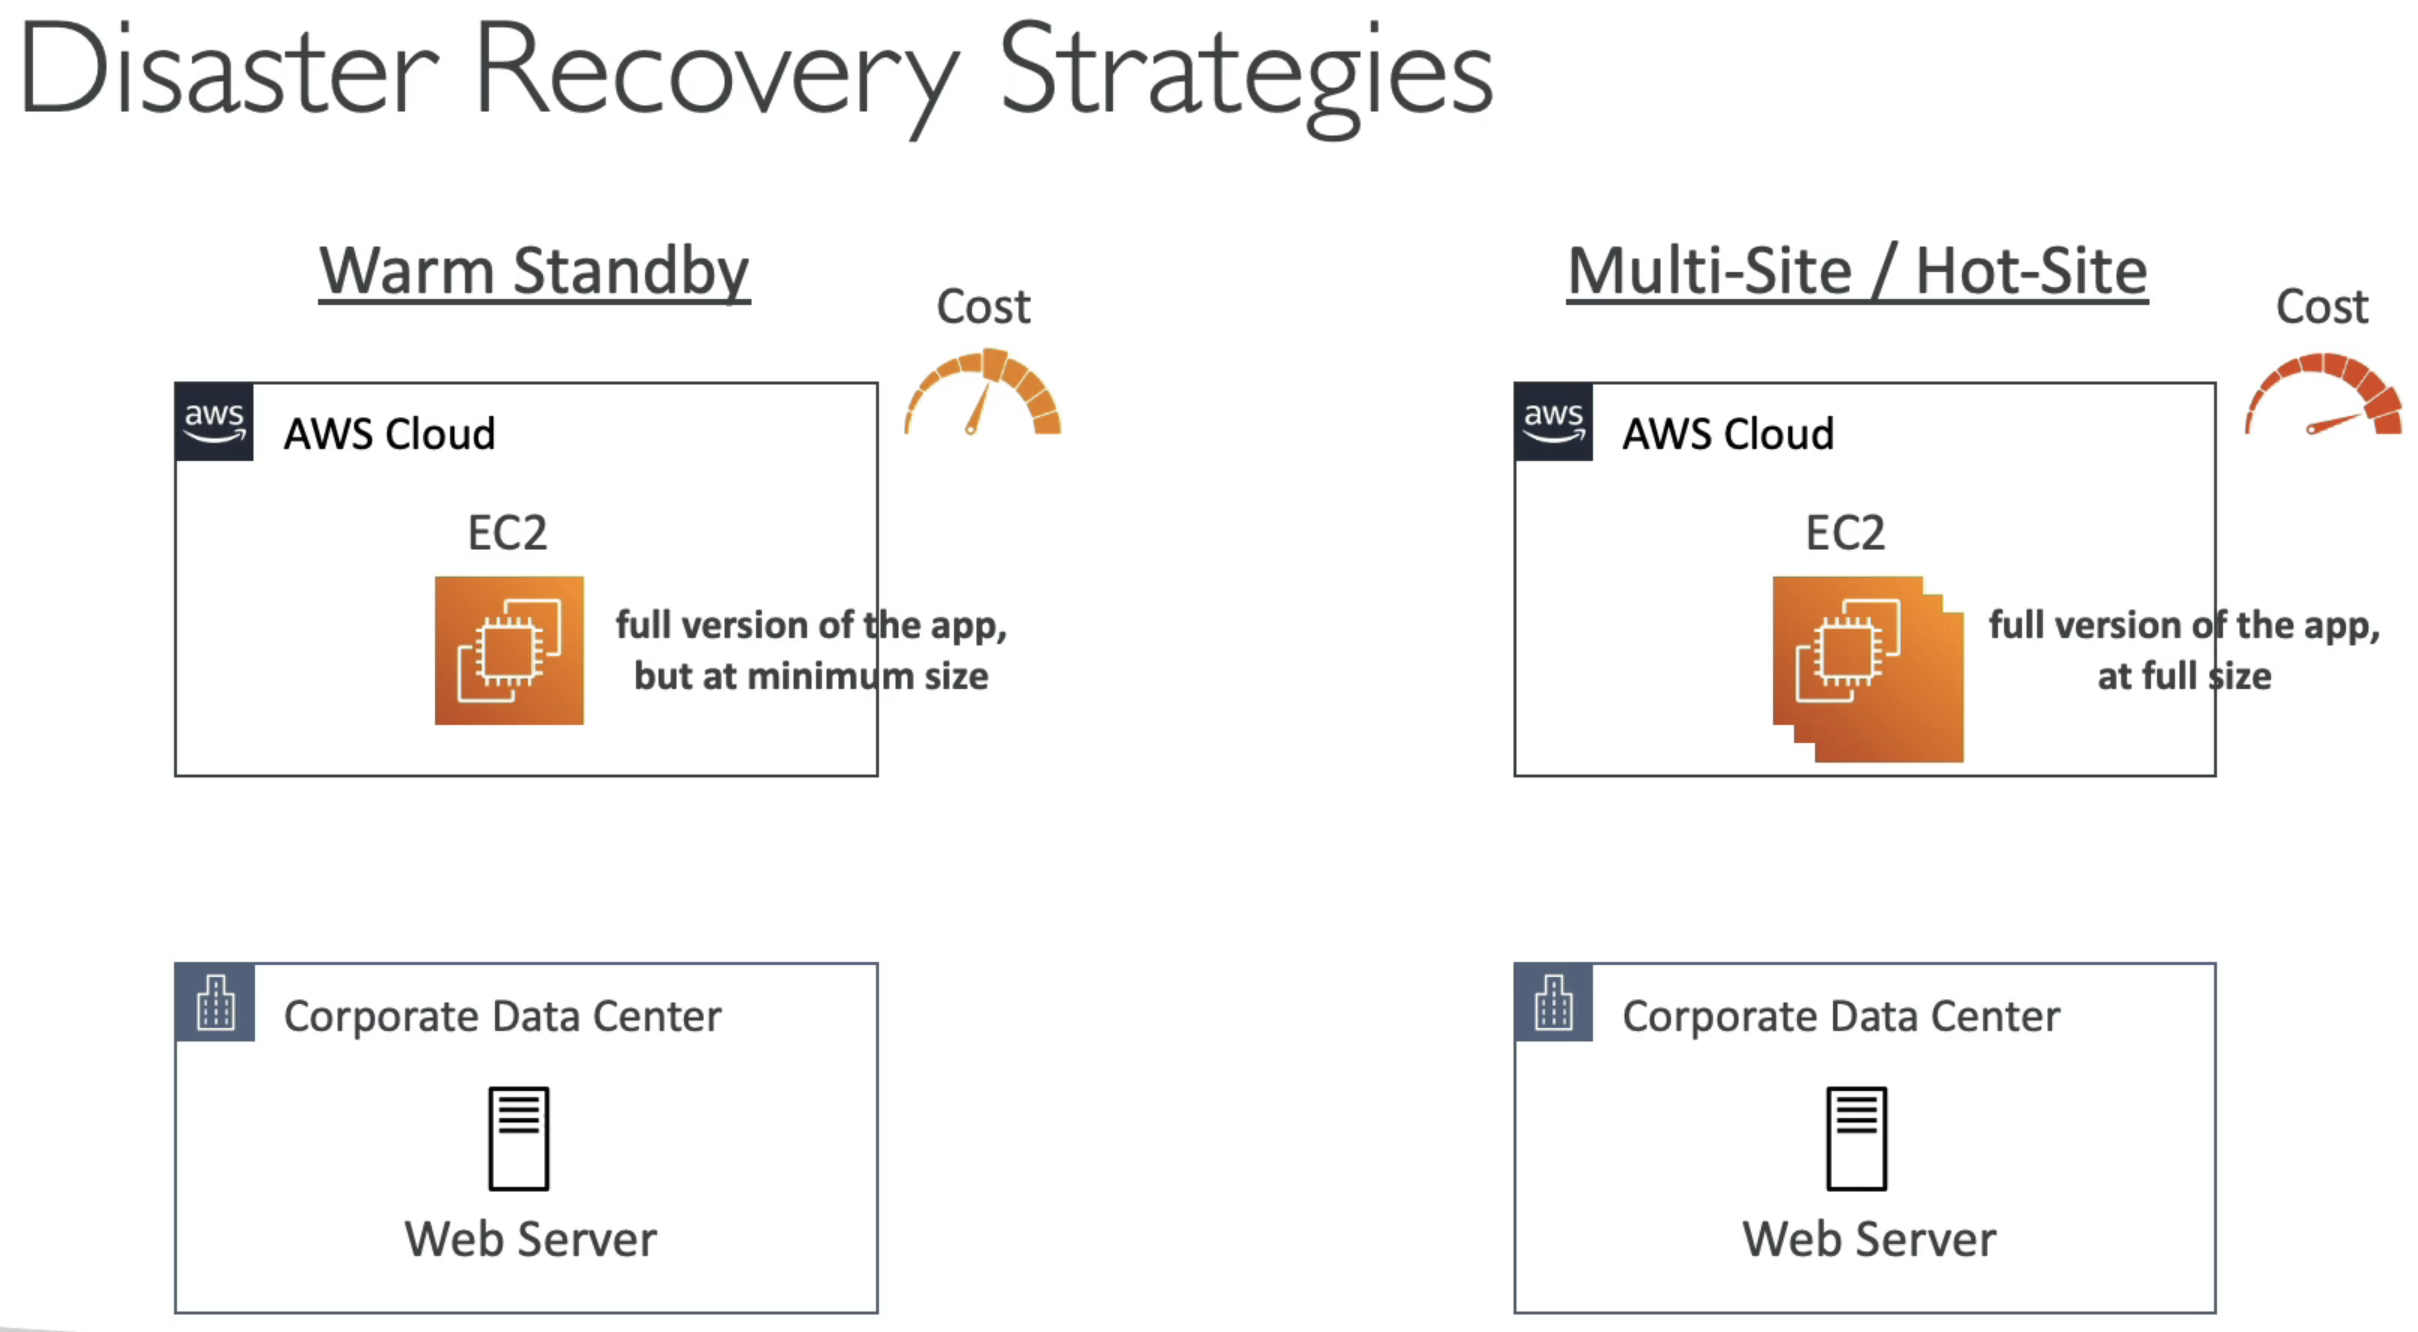 Disaster Recovery Strategies
Warm Standby
Cost
aws
AWS Cloud
EC2
full version of the app,
but at minimum size
Corporate Data Center
Web Server
Multi-Site / Hot-Site
Cost
aws
AWS Cloud
EC2
full version of the app,
at full size
Corporate Data Center
Web Server